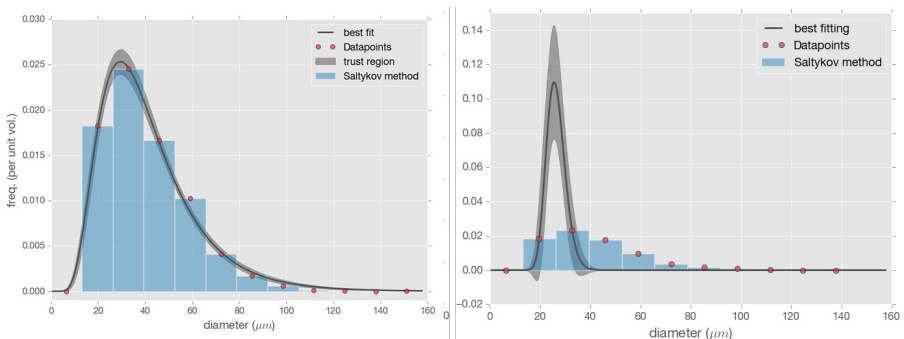 0.030
0.025
0.020
0.015
0.010
0.005
0.000
freq. (per unit vol.)
best fit
Datapoints
trust region
Saltykov method
0 20 40 60 80 100 120 140 160
diameter (μm)
0
0.14
0.12
0.10
0.08
0.06
0.04
0.02
0.00
−0.02
best fitting
Datapoints
Saltykov method
0 20 40 60 80 100 120 140 160
diameter (μm)